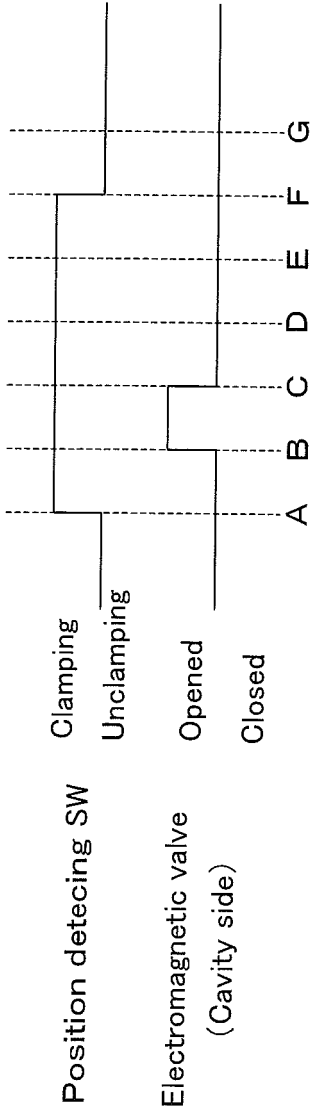 Position detecing SW
Clamping
Unclamping
Electromagnetic valve
(Cavity side)
Opened
Closed
A B C D E F G